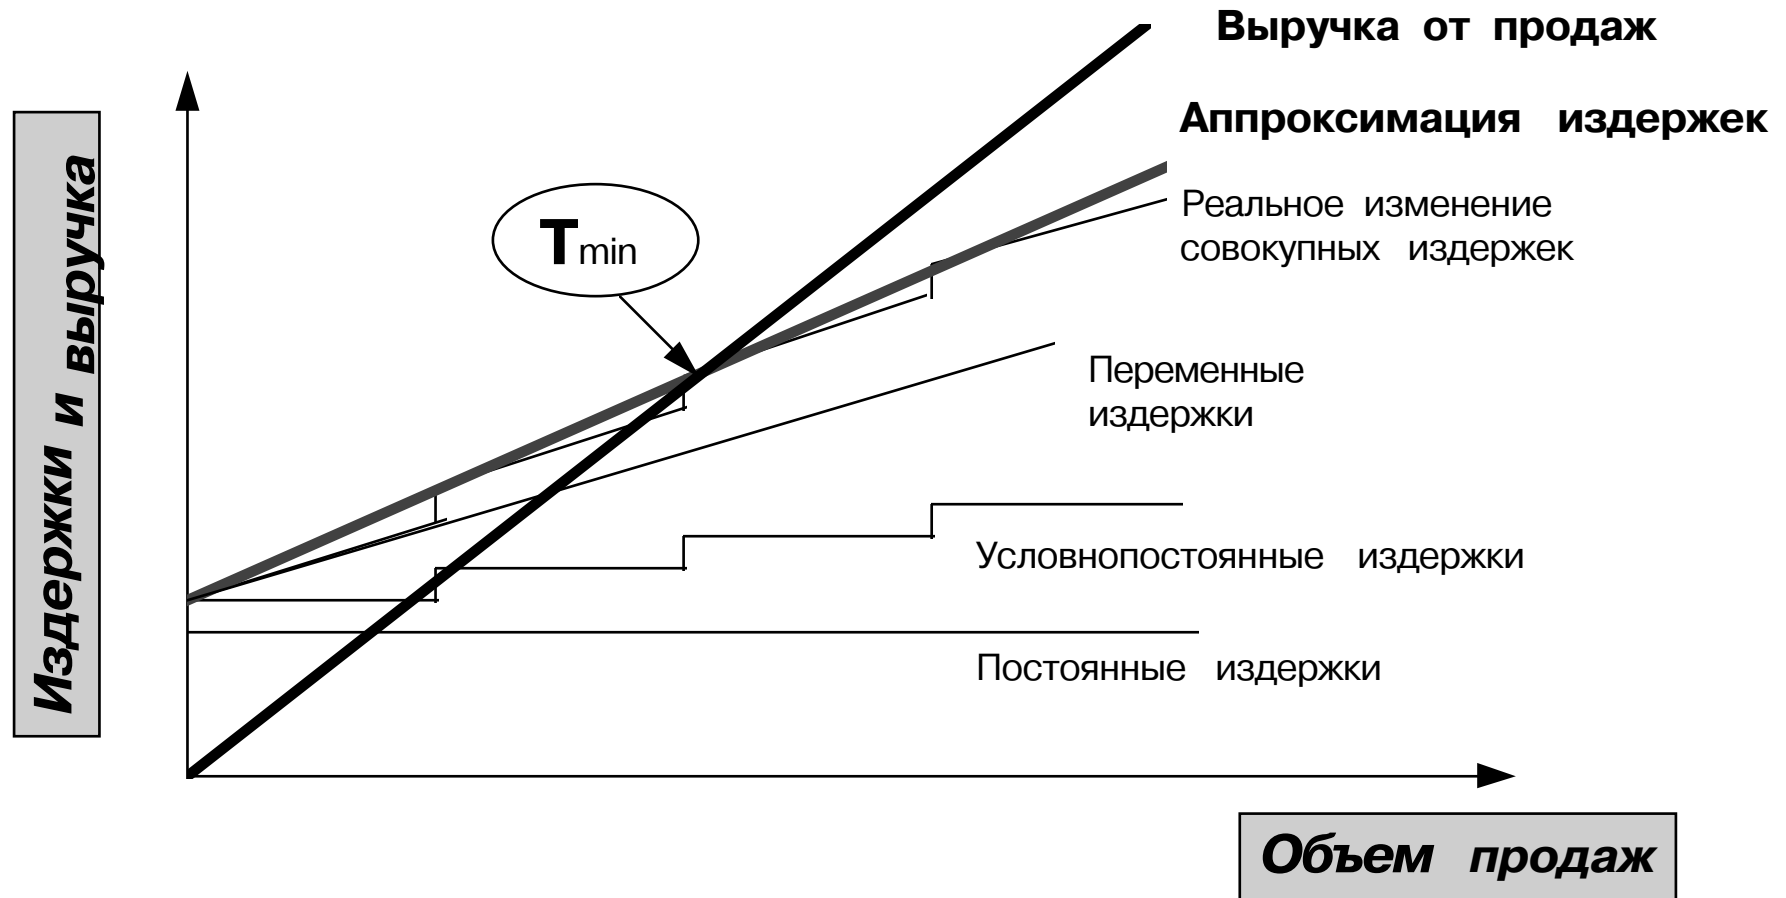 Выручка от продаж
Аппроксимация издержек
Реальное изменение
совокупных издержек
Tmin
Переменные
издержки
Условнопостоянные издержки
Постоянные издержки
Издержки и выручка
Объем продаж